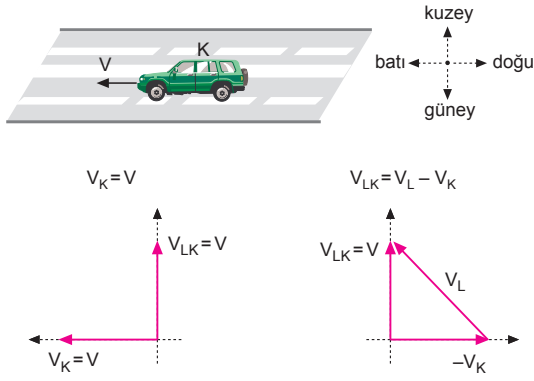 kuzey
K
V
batı
doğu
güney
V_K = V
V_LK = V_L – V_K
V_LK = V
V_LK = V
V_L
V_K = V
–V_K